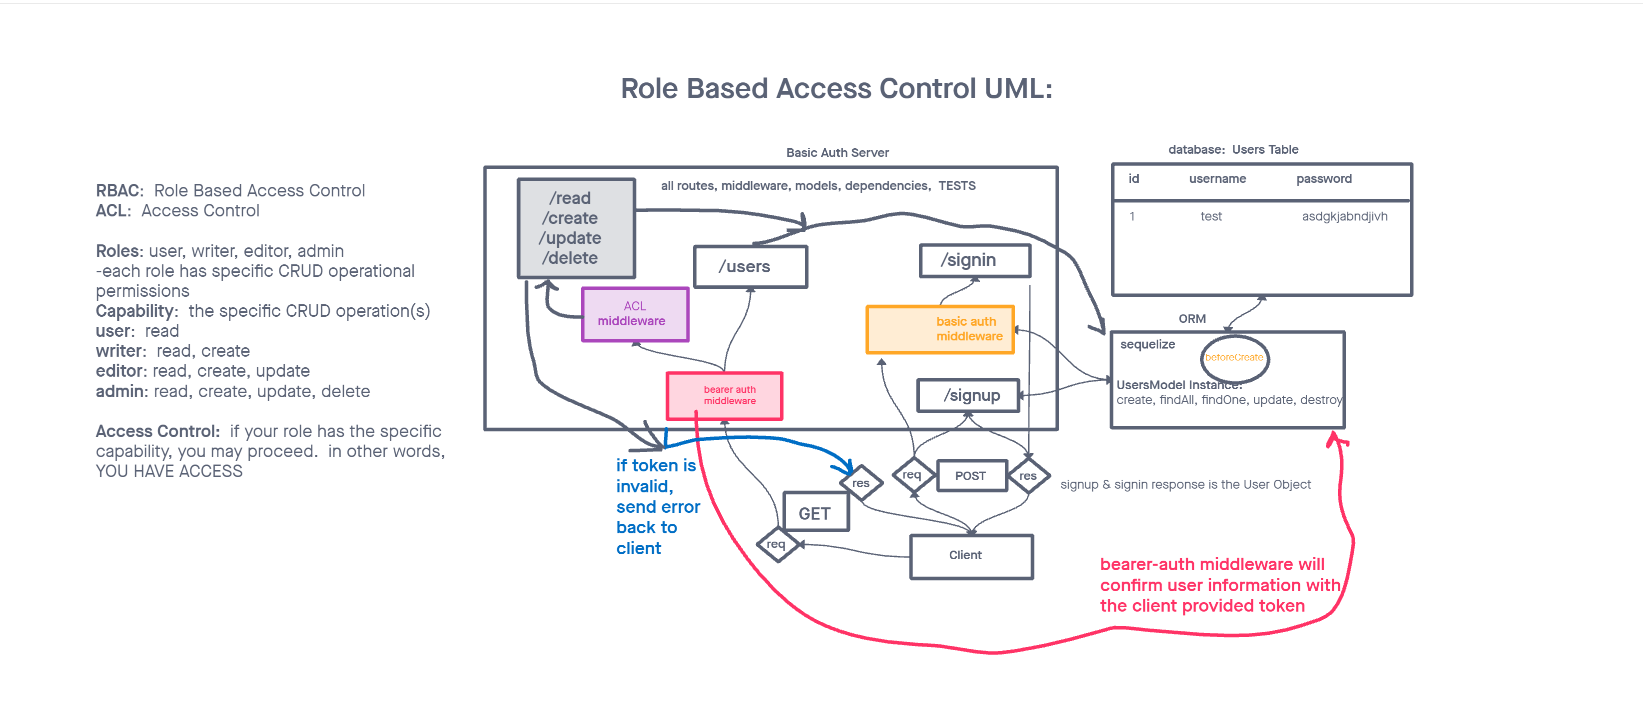 Role Based Access Control UML:
RBAC: Role Based Access Control
ACL: Access Control
Roles: user, writer, editor, admin
-each role has specific CRUD operational
permissions
Capability: the specific CRUD operation(s)
user: read
writer: read, create
editor: read, create, update
admin: read, create, update, delete
Access Control: if your role has the specific
capability, you may proceed. in other words,
YOU HAVE ACCESS
Basic Auth Server
all routes, middleware, models, dependencies, TESTS
/read
/create
/update
/delete
/users
/signin
ACL
middleware
basic auth
middleware
bearer auth
middleware
/signup
database: Users Table
id username password
1 test asdgkjabndjivh
ORM
sequelize
beforeCreate
UsersModel Instance:
create, findAll, findOne, update, destroy
if token is
invalid,
send error
back to
client
res
req
POST
res
signup & signin response is the User Object
GET
req
Client
bearer-auth middleware will
confirm user information with
the client provided token